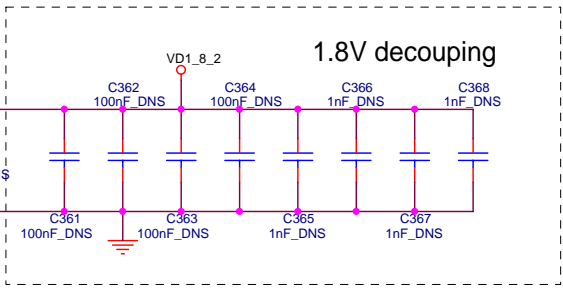 VD1_8_2
1.8V decouping
C362
100nF_DNS
C364
100nF_DNS
C366
1nF_DNS
C368
1nF_DNS
S
C361
100nF_DNS
C363
100nF_DNS
C365
1nF_DNS
C367
1nF_DNS